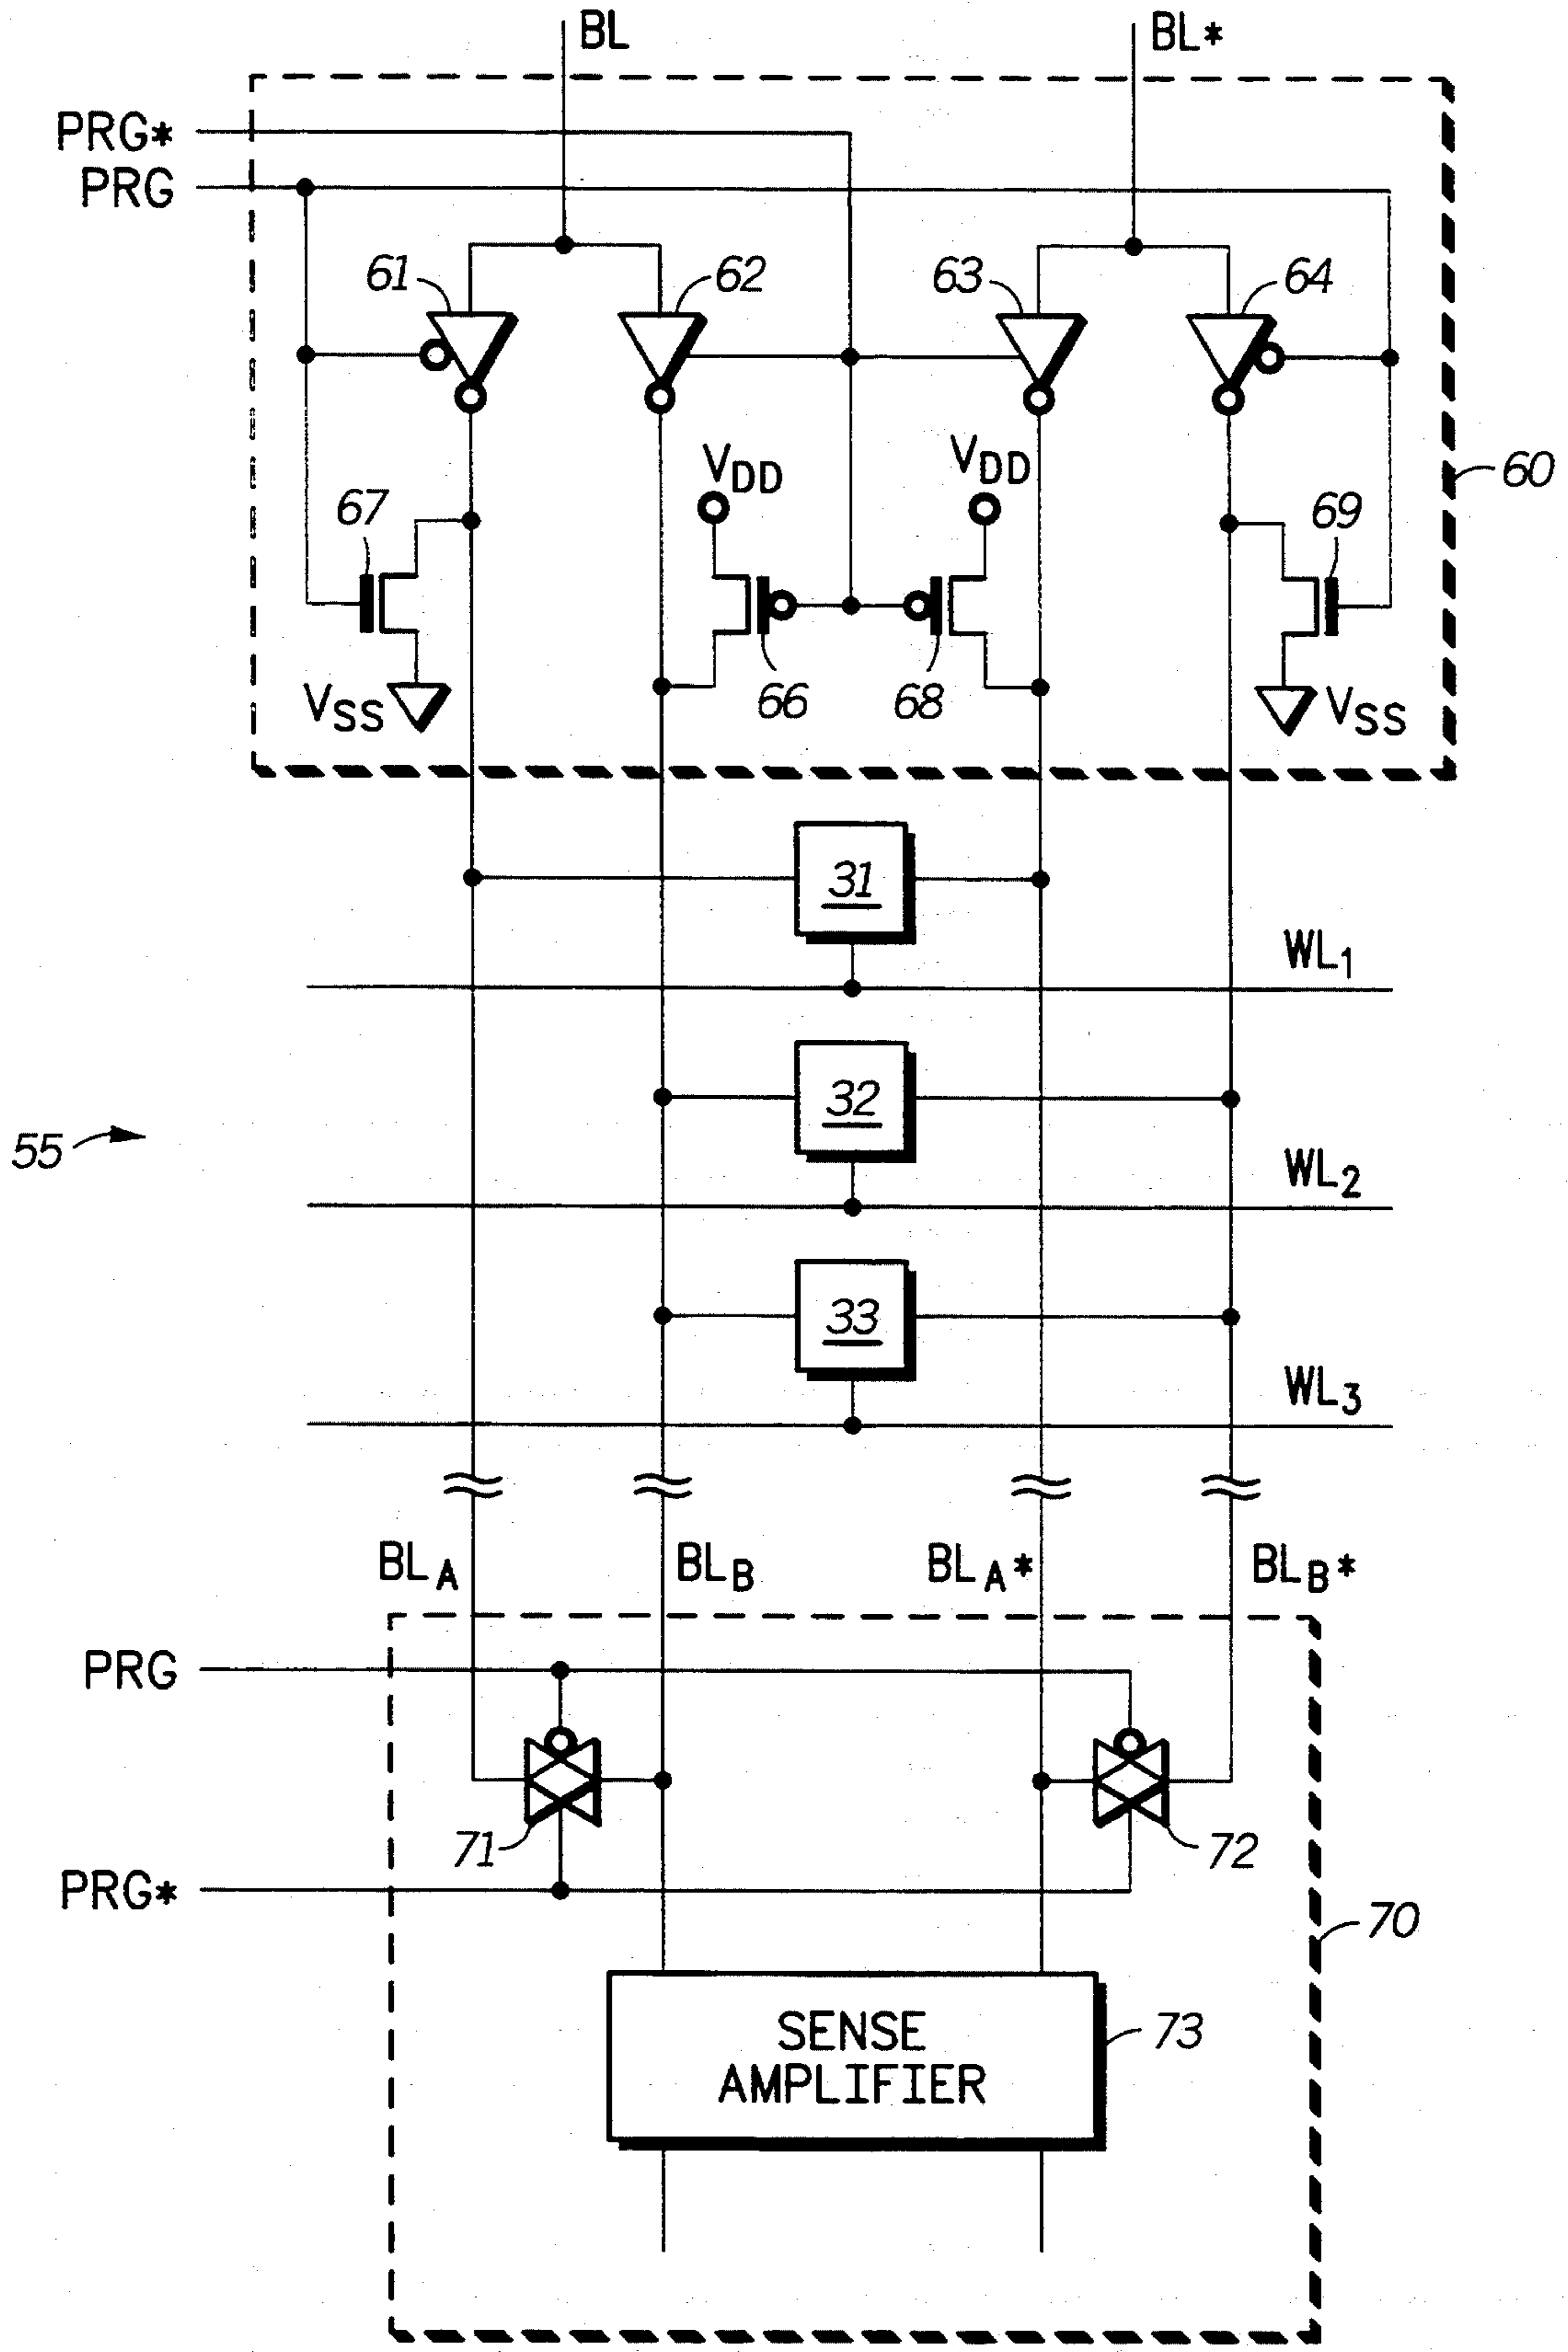 BL BL*
PRG*
PRG
61 62 63 64
VDD VDD
60
67 69
66 68
VSS VSS
31
WL1
32
55
WL2
33
WL3
BLA BLB BLA* BLB*
PRG
71 72
PRG*
70
SENSE
AMPLIFIER
73